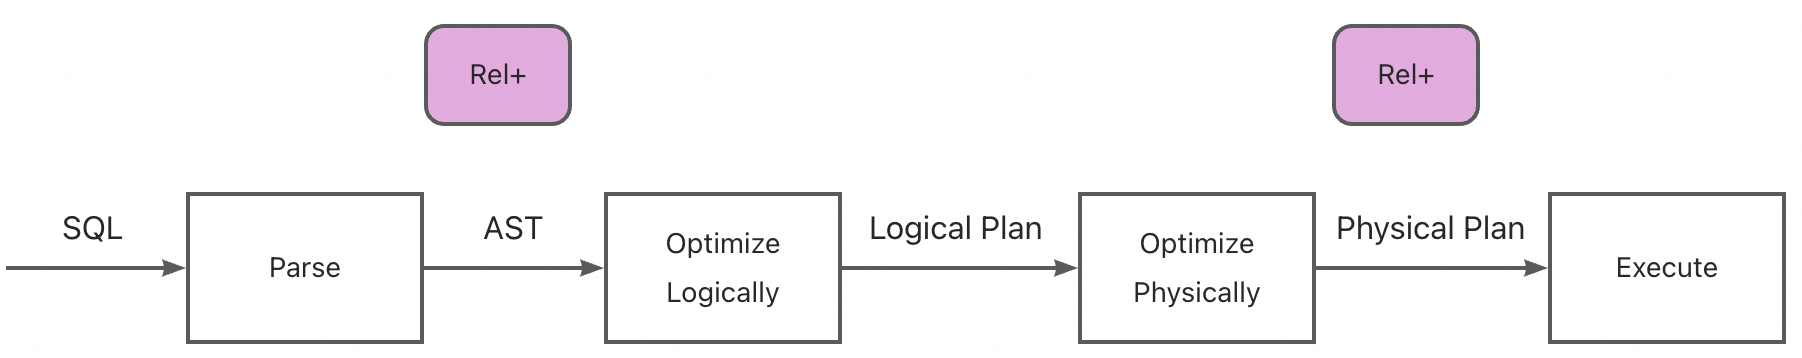 Rel+
Rel+
SQL
Parse
AST
Optimize
Logically
Logical Plan
Optimize
Physically
Physical Plan
Execute